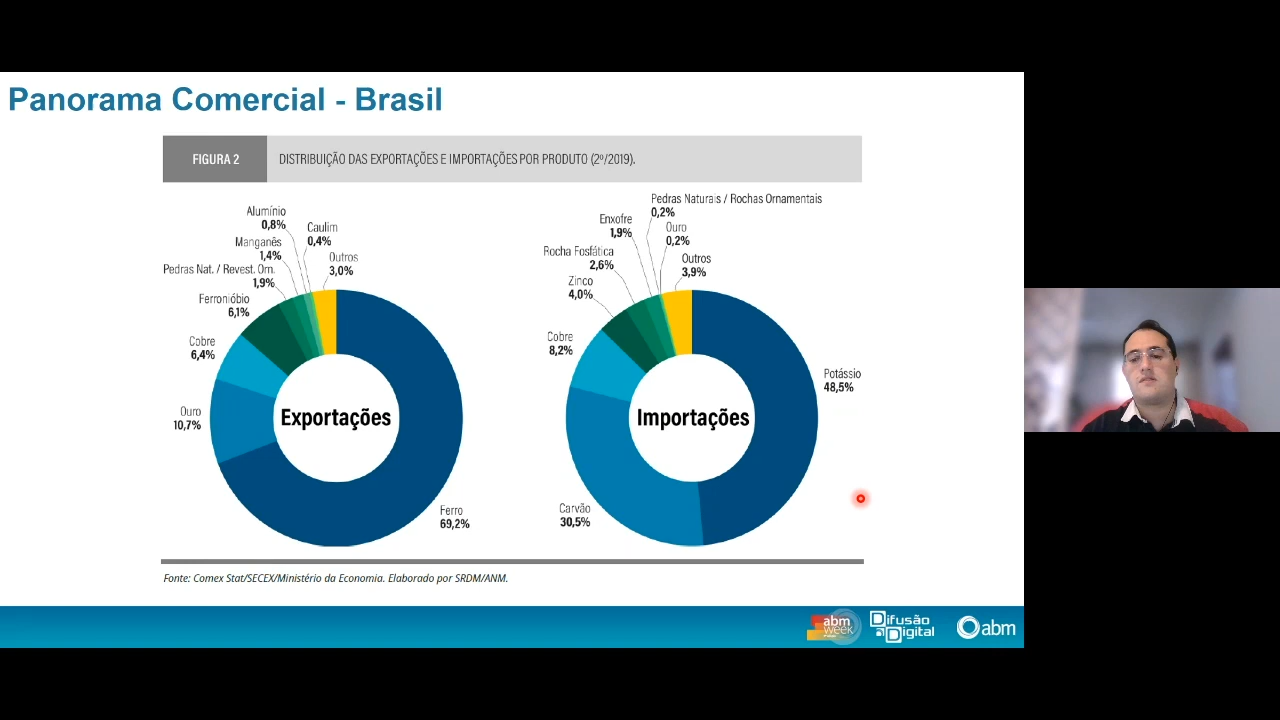 Panorama Comercial - Brasil
FIGURA 2
DISTRIBUIÇÃO DAS EXPORTAÇÕES E IMPORTAÇÕES POR PRODUTO (2º/2019).
Alumínio
0,8%
Caulim
0,4%
Manganês
1,4%
Outros
3,0%
Pedras Nat. / Revest. Orn.
1,9%
Ferronióbio
6,1%
Cobre
6,4%
Ouro
10,7%
Exportações
Ferro
69,2%
Pedras Naturais / Rochas Ornamentais
0,2%
Enxofre
1,9%
Ouro
0,2%
Rocha Fosfática
2,6%
Outros
3,9%
Zinco
4,0%
Cobre
8,2%
Potássio
48,5%
Importações
Carvão
30,5%
Fonte: Comex Stat/SECEX/Ministério da Economia. Elaborado por SRDM/ANM.
abm
week
Difusão
Digital
abm